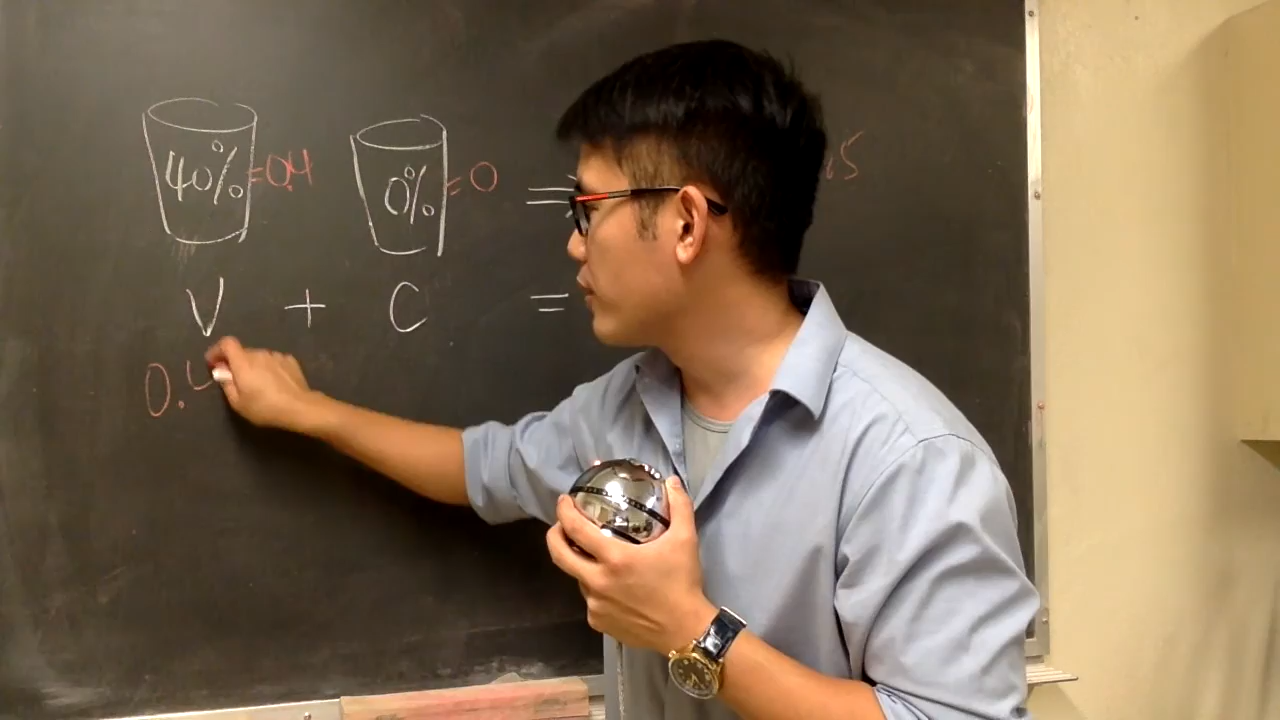 40% =0.4 0% =0 =
V + C =
0.4